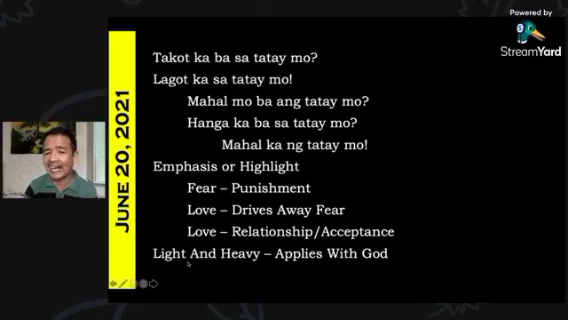 Powered by
StreamYard
JUNE 20, 2021
Takot ka ba sa tatay mo?
Lagot ka sa tatay mo!
Mahal mo ba ang tatay mo?
Hanga ka ba sa tatay mo?
Mahal ka ng tatay mo!
Emphasis or Highlight
Fear – Punishment
Love – Drives Away Fear
Love – Relationship/Acceptance
Light And Heavy – Applies With God